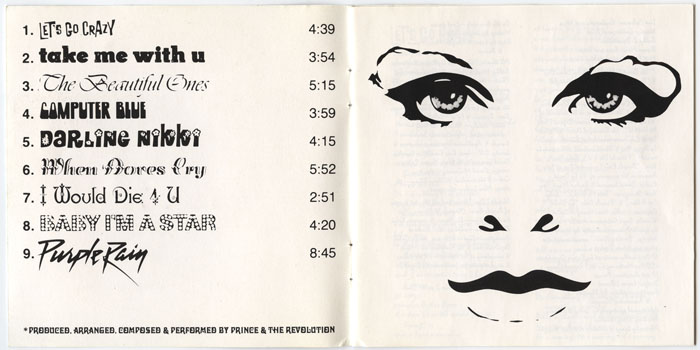 1. LET'S GO CRAZY 4:39
2. take me with u 3:54
3. The Beautiful Ones 5:15
4. COMPUTER BLUE 3:59
5. DARLING NIKKI 4:15
6. When Doves Cry 5:52
7. I Would Die 4 U 2:51
8. BABY I'M A STAR 4:20
9. Purple Rain 8:45
*PRODUCED, ARRANGED, COMPOSED & PERFORMED BY PRINCE & THE REVOLUTION